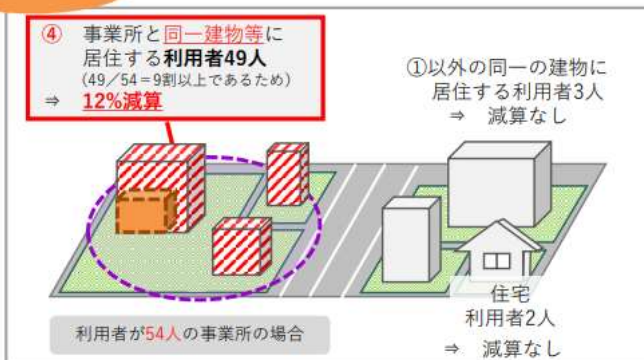 ④ 事業所と同一建物等に
居住する利用者49人
(49/54=9割以上であるため)
⇒ 12%減算
①以外の同一の建物に
居住する利用者3人
⇒ 減算なし
住宅
利用者2人
⇒ 減算なし
利用者が54人の事業所の場合